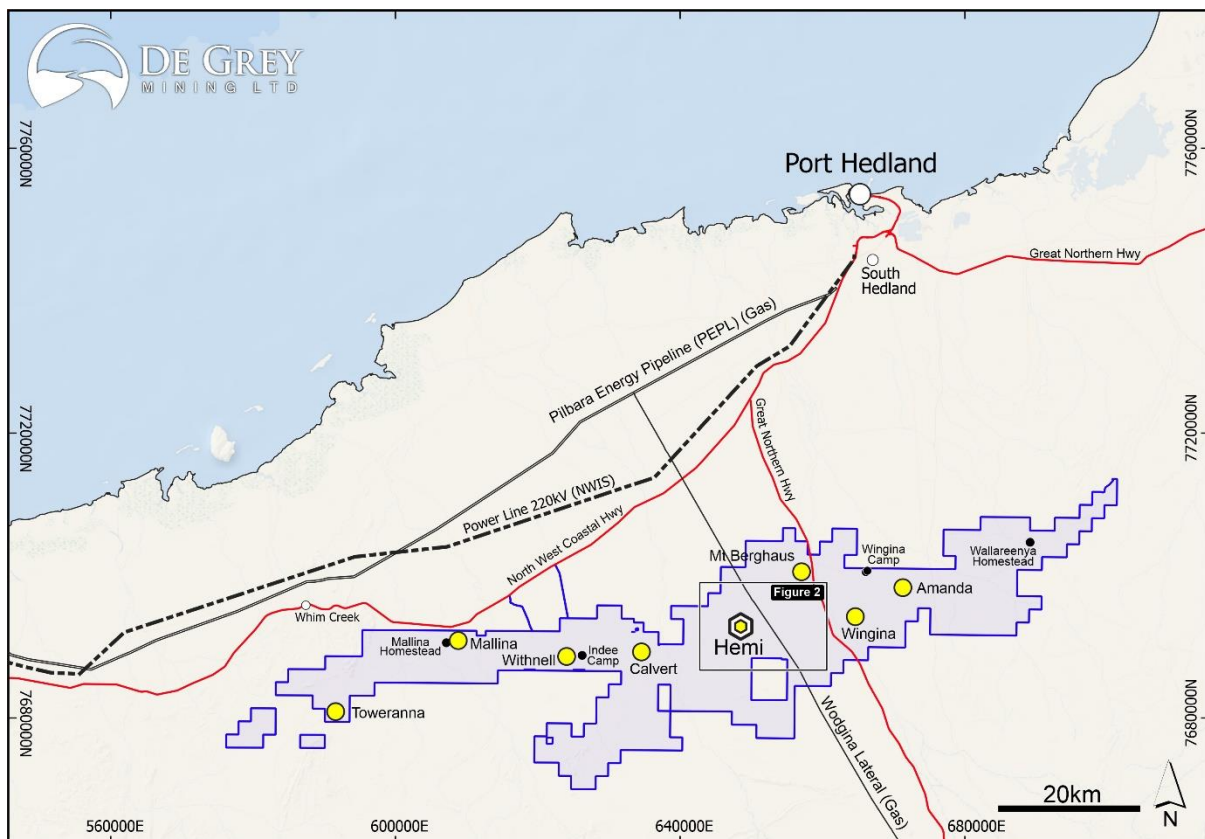 DE GREY
MINING LTD
7760000N
7760000N
Port Hedland
South
Hedland
Great Northern Hwy
Pilbara Energy Pipeline (PEPL) (Gas)
7720000N
7720000N
Great Northern Hwy
Power Line 220kV (NWIS)
North West Coastal Hwy
Wallareenya
Homestead
Mt Berghaus
Wingina
Camp
Amanda
Figure 2
Whim Creek
Wingina
Hemi
Mallina
Homestead
Mallina
Withnell
Indee
Camp
Calvert
Toweranna
7680000N
7680000N
Wodgina Lateral (Gas)
20km
N
560000E
600000E
640000E
680000E